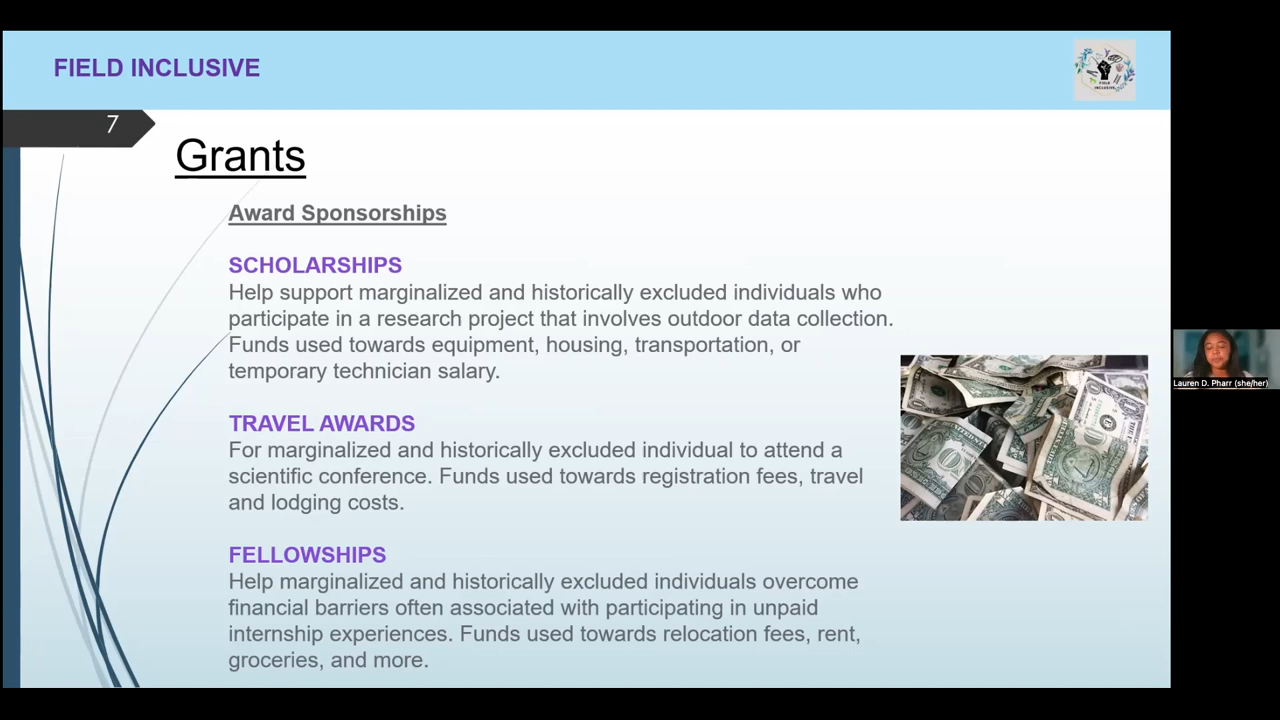 FIELD INCLUSIVE
FIELD
INCLUSIVE
7
Grants
Award Sponsorships
SCHOLARSHIPS
Help support marginalized and historically excluded individuals who
participate in a research project that involves outdoor data collection.
Funds used towards equipment, housing, transportation, or
temporary technician salary.
TRAVEL AWARDS
For marginalized and historically excluded individual to attend a
scientific conference. Funds used towards registration fees, travel
and lodging costs.
FELLOWSHIPS
Help marginalized and historically excluded individuals overcome
financial barriers often associated with participating in unpaid
internship experiences. Funds used towards relocation fees, rent,
groceries, and more.
Lauren D. Pharr (she/her)